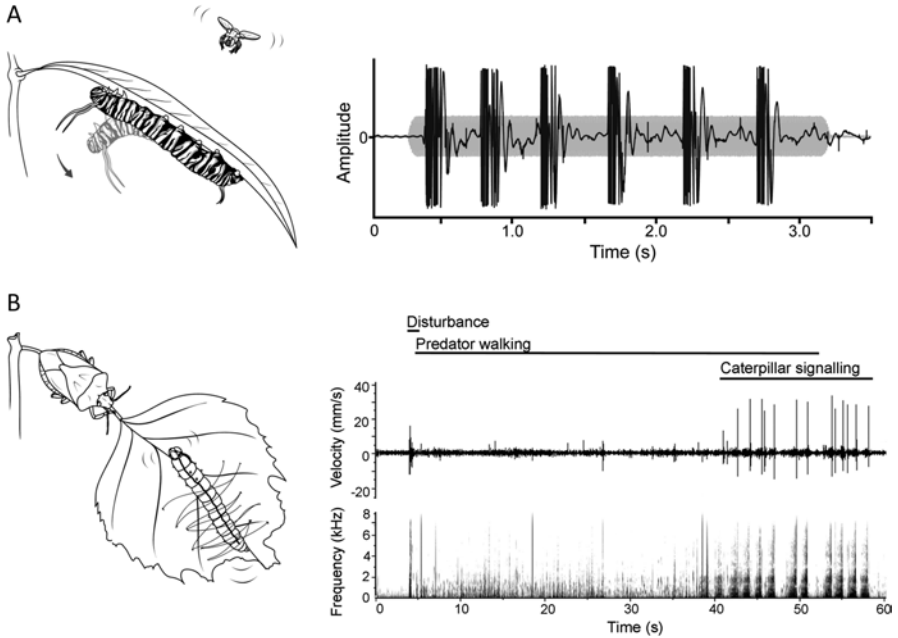 A
Amplitude
0
0 1.0 2.0 3.0
Time (s)
B
Disturbance
Predator walking
Caterpillar signalling
Velocity (mm/s)
40
20
0
-20
Frequency (kHz)
8
6
4
2
0
0 10 20 30 40 50 60
Time (s)